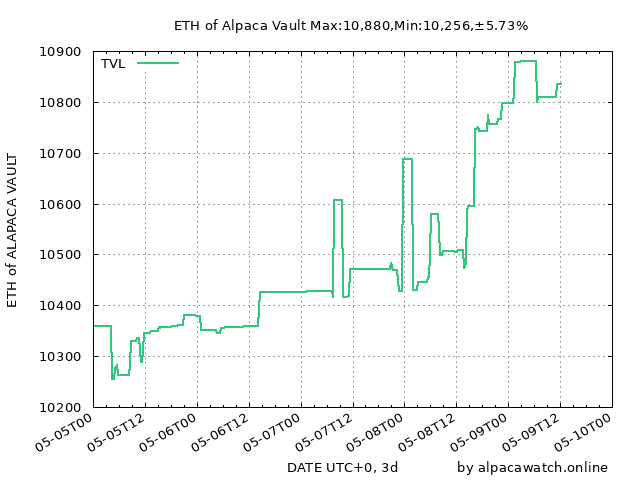 ETH of Alpaca Vault Max:10,880,Min:10,256,±5.73%
TVL
ETH of ALAPACA VAULT
10900
10800
10700
10600
10500
10400
10300
10200
05-05T00
05-05T12
05-06T00
05-06T12
05-07T00
05-07T12
05-08T00
05-08T12
05-09T00
05-09T12
05-10T00
DATE UTC+0, 3d
by alpacawatch.online